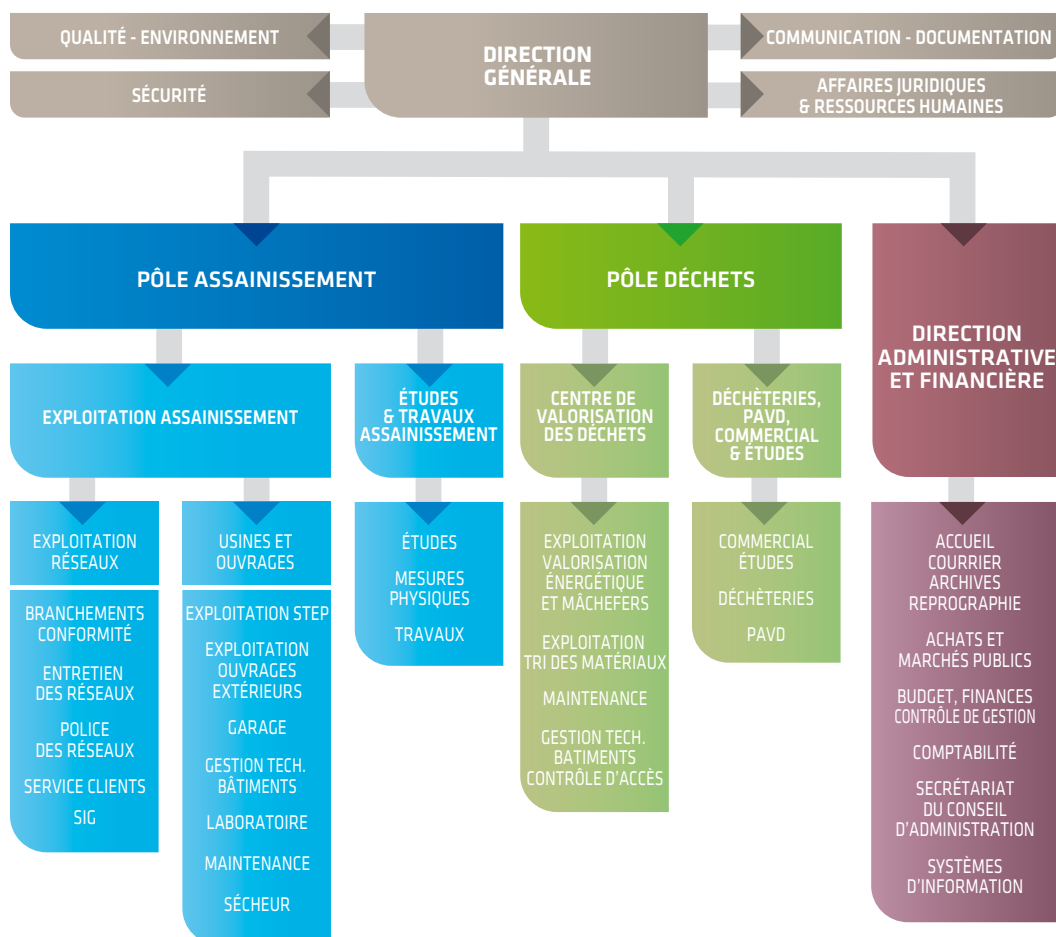 QUALITÉ - ENVIRONNEMENT
SÉCURITÉ
DIRECTION
GÉNÉRALE
COMMUNICATION - DOCUMENTATION
AFFAIRES JURIDIQUES
& RESSOURCES HUMAINES
PÔLE ASSAINISSEMENT
EXPLOITATION ASSAINISSEMENT
EXPLOITATION
RÉSEAUX
BRANCHEMENTS
CONFORMITÉ
ENTRETIEN
DES RÉSEAUX
POLICE
DES RÉSEAUX
SERVICE CLIENTS
SIG
USINES ET
OUVRAGES
EXPLOITATION STEP
EXPLOITATION
OUVRAGES
EXTÉRIEURS
GARAGE
GESTION TECH.
BÂTIMENTS
LABORATOIRE
MAINTENANCE
SÉCHEUR
ÉTUDES
& TRAVAUX
ASSAINISSEMENT
ÉTUDES
MESURES
PHYSIQUES
TRAVAUX
PÔLE DÉCHETS
CENTRE DE
VALORISATION
DES DÉCHETS
EXPLOITATION
VALORISATION
ÉNERGÉTIQUE
ET MÂCHEFERS
EXPLOITATION
TRI DES MATÉRIAUX
MAINTENANCE
GESTION TECH.
BATIMENTS
CONTRÔLE D'ACCÈS
DÉCHÈTERIES,
PAVD,
COMMERCIAL
& ÉTUDES
COMMERCIAL
ÉTUDES
DÉCHÈTERIES
PAVD
DIRECTION
ADMINISTRATIVE
ET FINANCIÈRE
ACCUEIL
COURRIER
ARCHIVES
REPROGRAPHIE
ACHATS ET
MARCHÉS PUBLICS
BUDGET, FINANCES
CONTRÔLE DE GESTION
COMPTABILITÉ
SECRÉTARIAT
DU CONSEIL
D'ADMINISTRATION
SYSTÈMES
D'INFORMATION